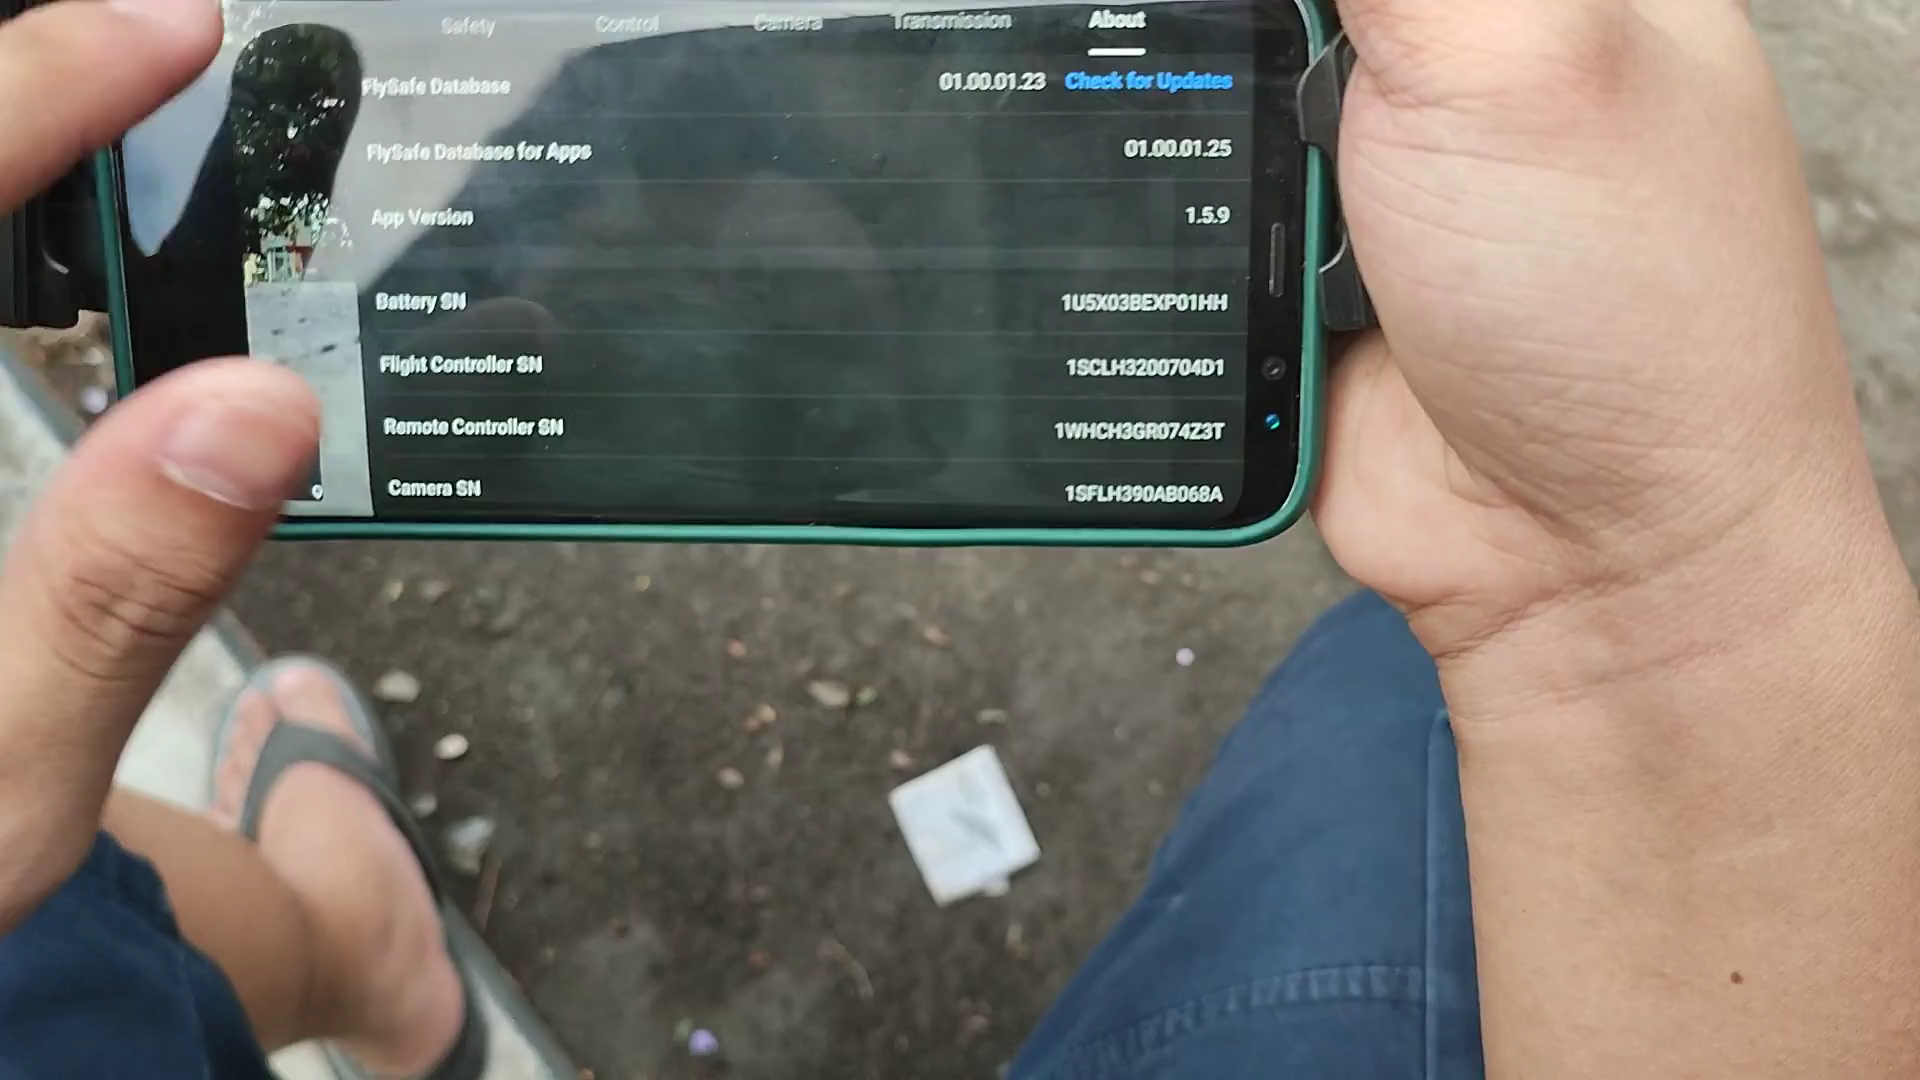 Safety Control Camera Transmission About
FlySafe Database 01.00.01.23 Check for Updates
FlySafe Database for Apps 01.00.01.25
App Version 1.5.9
Battery SN 1U5X03BEXP01HH
Flight Controller SN 1SCLH3200704D1
Remote Controller SN 1WHCH3GR074Z3T
Camera SN 1SFLH390AB068A